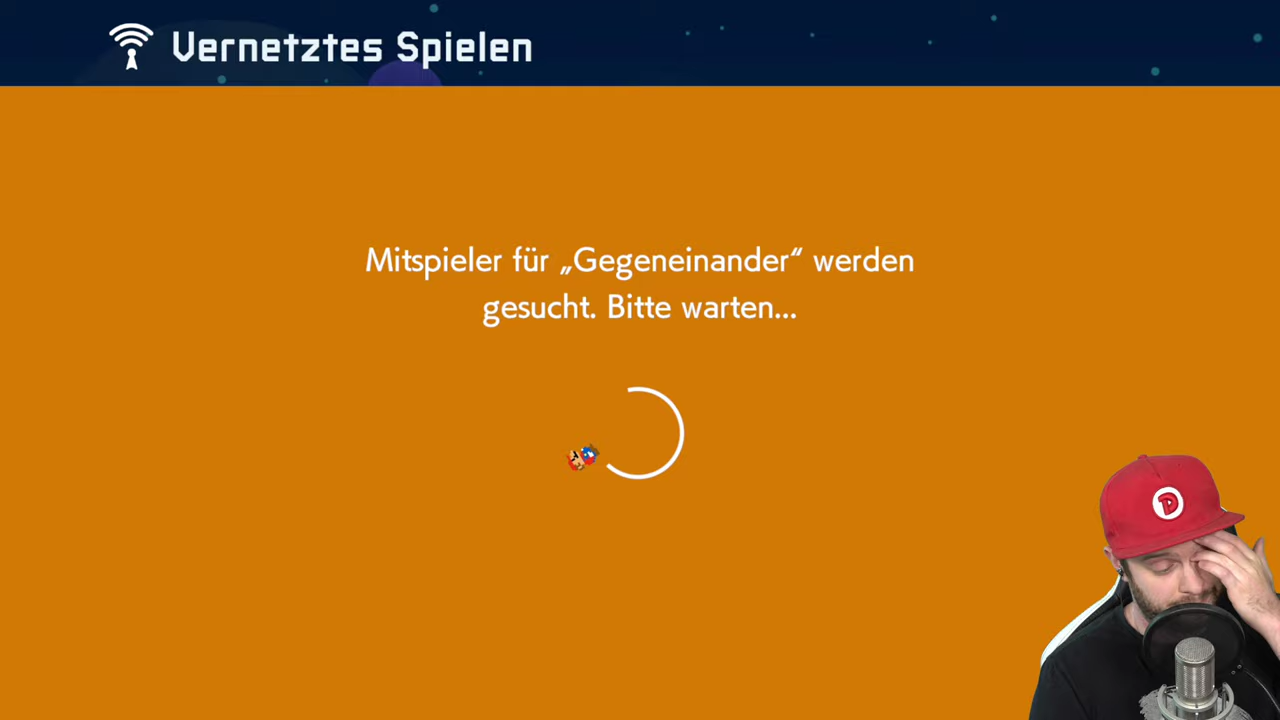 Vernetztes Spielen
Mitspieler für „Gegeneinander“ werden
gesucht. Bitte warten...
D